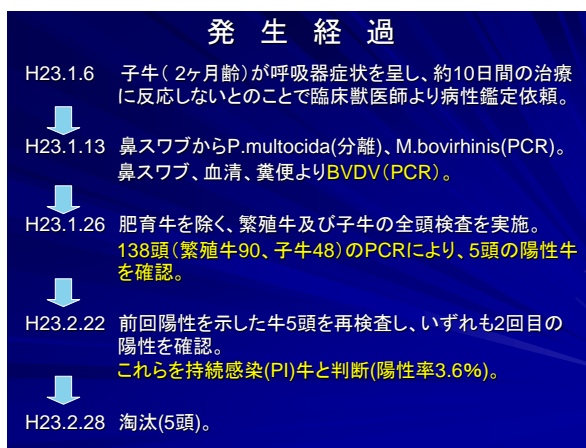 発 生 経 過
H23.1.6 子牛( 2ヶ月齢)が呼吸器症状を呈し、約10日間の治療
に反応しないとのことで臨床獣医師より病性鑑定依頼。
H23.1.13 鼻スワブからP.multocida(分離)、M.bovirhinis(PCR)。
鼻スワブ、血清、糞便よりBVDV(PCR)。
H23.1.26 肥育牛を除く、繁殖牛及び子牛の全頭検査を実施。
138頭(繁殖牛90、子牛48)のPCRにより、5頭の陽性牛
を確認。
H23.2.22 前回陽性を示した牛5頭を再検査し、いずれも2回目の
陽性を確認。
これらを持続感染(PI)牛と判断(陽性率3.6%)。
H23.2.28 淘汰(5頭)。